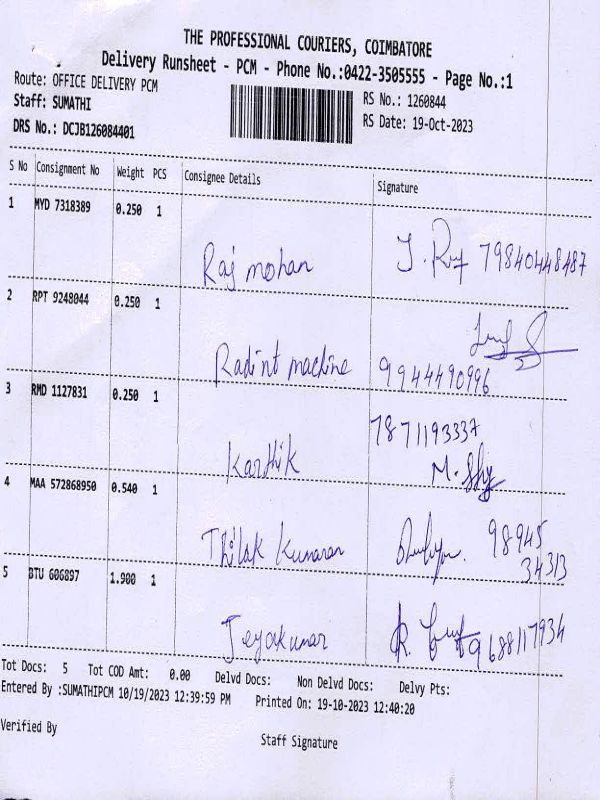 THE PROFESSIONAL COURIERS, COIMBATORE
Delivery Runsheet - PCM - Phone No.:0422-3505555 - Page No.:1
Route: OFFICE DELIVERY PCM
RS No.: 1260844
Staff: SUMATHI
RS Date: 19-Oct-2023
DRS No.: DCJB126084401
S No Consignment No Weight PCS Consignee Details Signature
1 MYD 7318389 0.250 1
Raj mohan 79840448487
2 RPT 9248044 0.250 1
Radint machine 9944490996
3 RMD 1127831 0.250 1
7871193337
Karthik
4 MAA 572868950 0.540 1
Thilak Kumaran 98945
34313
5 BTU 606897 1.900 1
Jeyakumar 9688117934
Tot Docs: 5 Tot COD Amt: 0.00 Delvd Docs: Non Delvd Docs: Delvy Pts:
Entered By :SUMATHIPCM 10/19/2023 12:39:59 PM Printed On: 19-10-2023 12:40:20
Verified By
Staff Signature